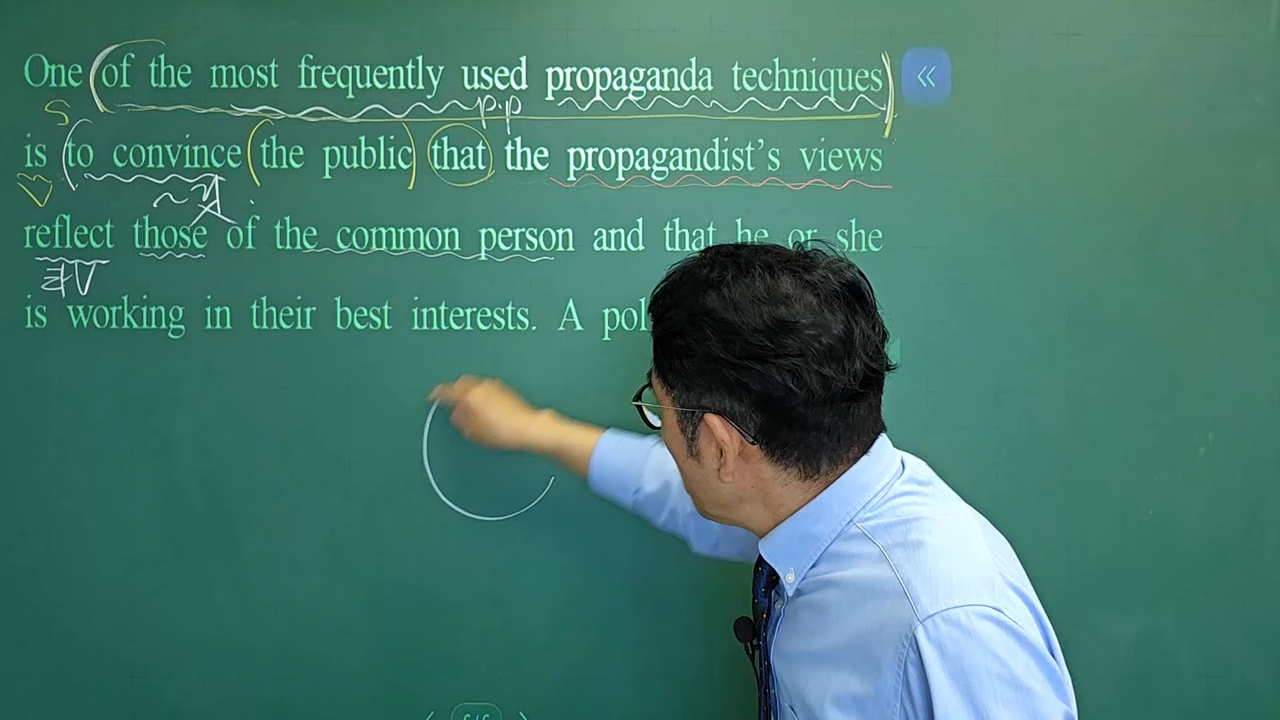 One of the most frequently used propaganda techniques «
S p.p
is to convince the public that the propagandist's views
V
reflect those of the common person and that he or she
is working in their best interests. A pol